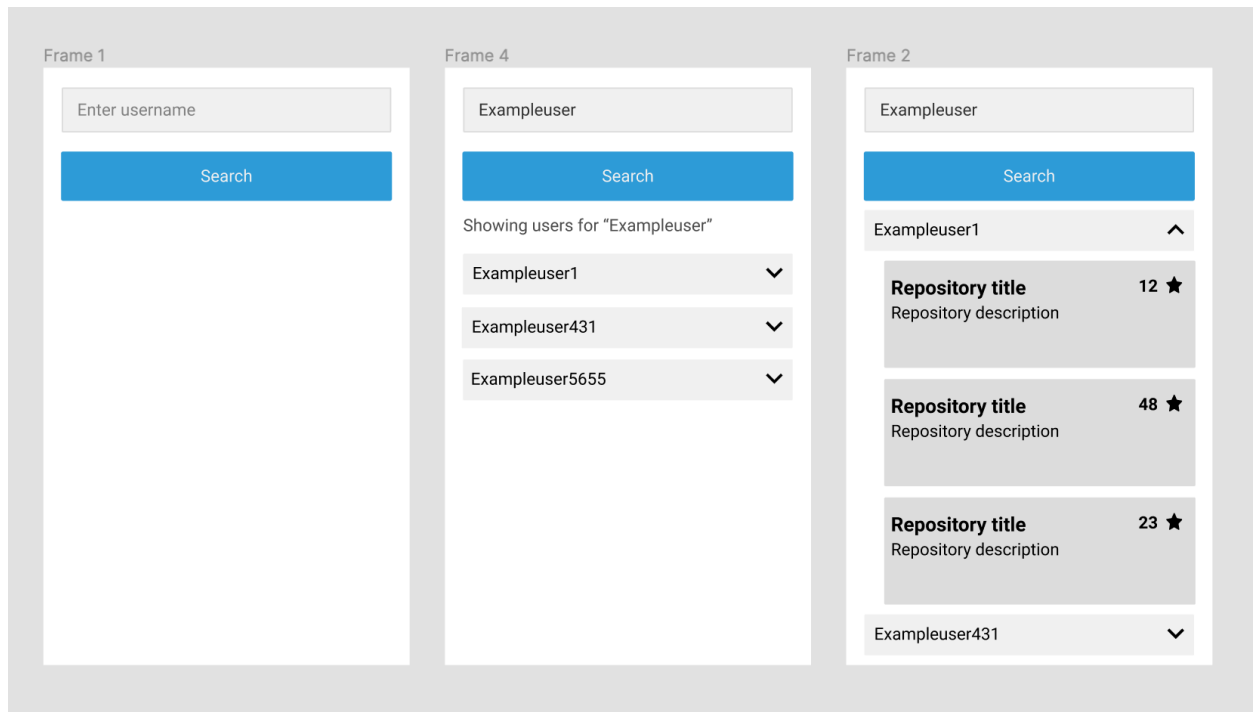 Frame 1
Enter username
Search
Frame 4
Exampleuser
Search
Showing users for “Exampleuser”
Exampleuser1
Exampleuser431
Exampleuser5655
Frame 2
Exampleuser
Search
Exampleuser1
Repository title 12
Repository description
Repository title 48
Repository description
Repository title 23
Repository description
Exampleuser431